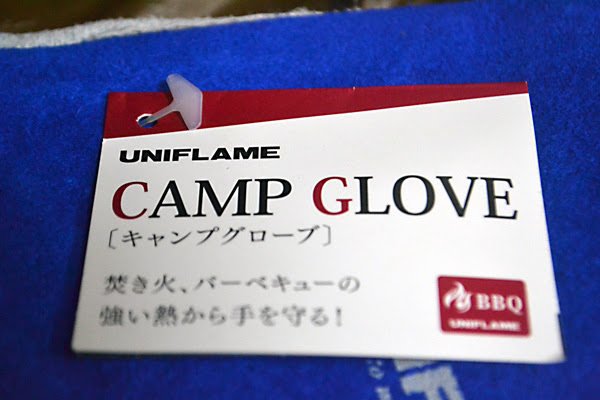 UNIFLAME
CAMP GLOVE
［キャンプグローブ］
焚き火、バーベキューの
強い熱から手を守る！
BBQ
UNIFLAME